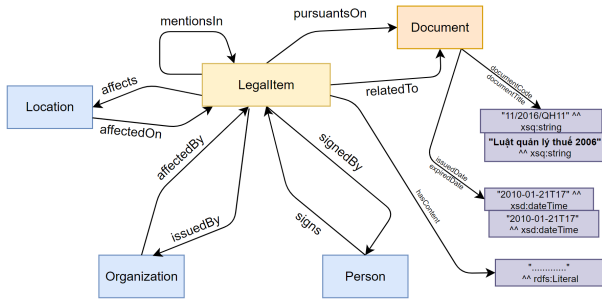 mentionsIn
pursuantsOn
Document
LegalItem
relatedTo
documentCode
documentTitle
Location
affects
affectedOn
"11/2016/QH11" ^^
xsq:string
"Luật quản lý thuế 2006"
^^ xsq:string
affectedBy
signedBy
issuedDate
expiredDate
hasContent
"2010-01-21T17" ^^
xsd:dateTime
"2010-01-21T17"
^^ xsd:dateTime
issuedBy
signs
Organization
Person
"............."
^^ rdfs:Literal